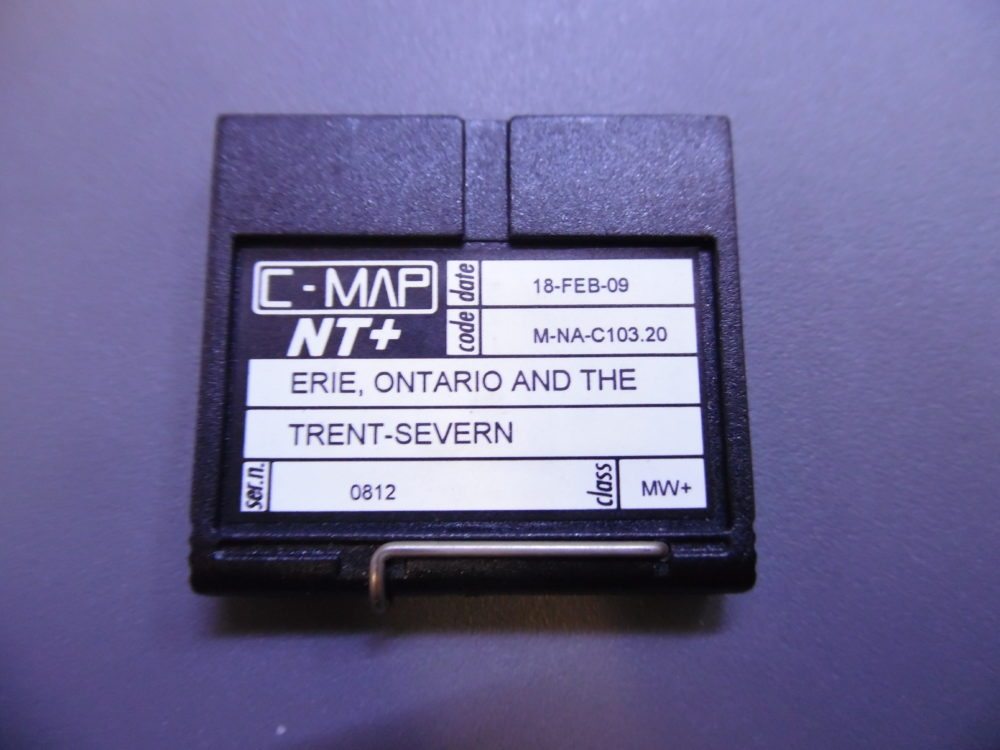 C-MAP
NT+
date 18-FEB-09
code M-NA-C103.20
ERIE, ONTARIO AND THE
TRENT-SEVERN
ser.n. 0812 class MW+